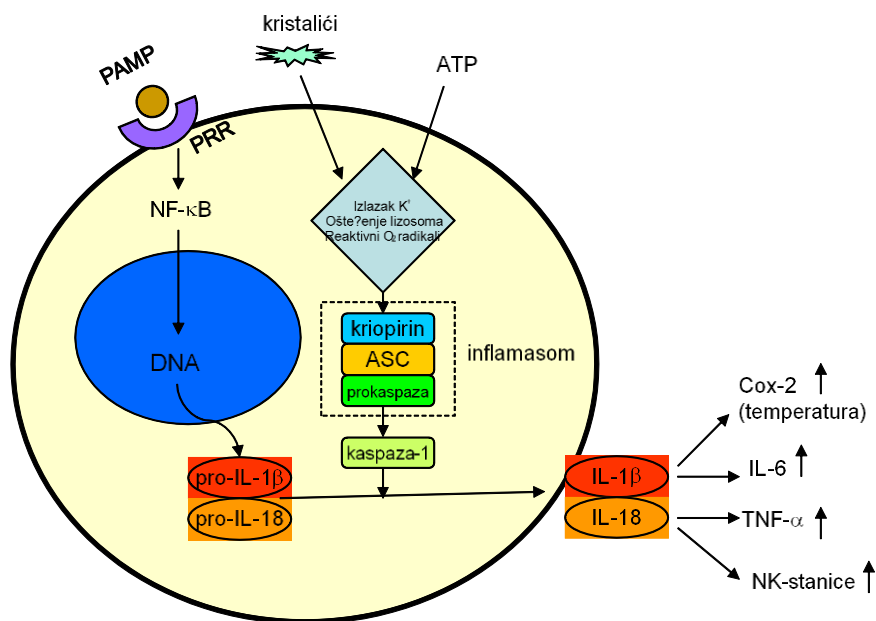 kristalići
PAMP
ATP
PRR
NF-κB
Izlazak K⁺
Ošte?enje lizosoma
Reaktivni O₂ radikali
DNA
kriopirin
ASC
prokaspaza
inflamasom
kaspaza-1
pro-IL-1β
pro-IL-18
IL-1β
IL-18
Cox-2
(temperatura)
IL-6
TNF-α
NK-stanice